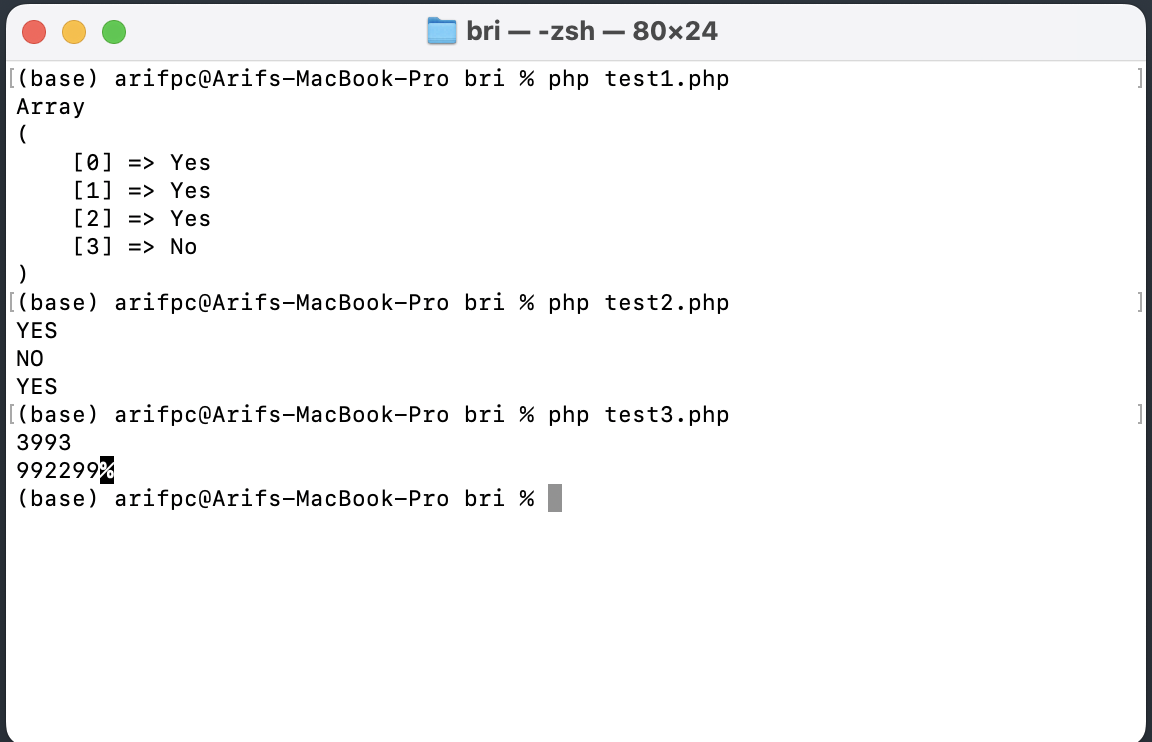 bri — -zsh — 80×24
[(base) arifpc@Arifs-MacBook-Pro bri % php test1.php ]
Array
(
    [0] => Yes
    [1] => Yes
    [2] => Yes
    [3] => No
)
[(base) arifpc@Arifs-MacBook-Pro bri % php test2.php ]
YES
NO
YES
[(base) arifpc@Arifs-MacBook-Pro bri % php test3.php ]
3993
992299%
(base) arifpc@Arifs-MacBook-Pro bri %